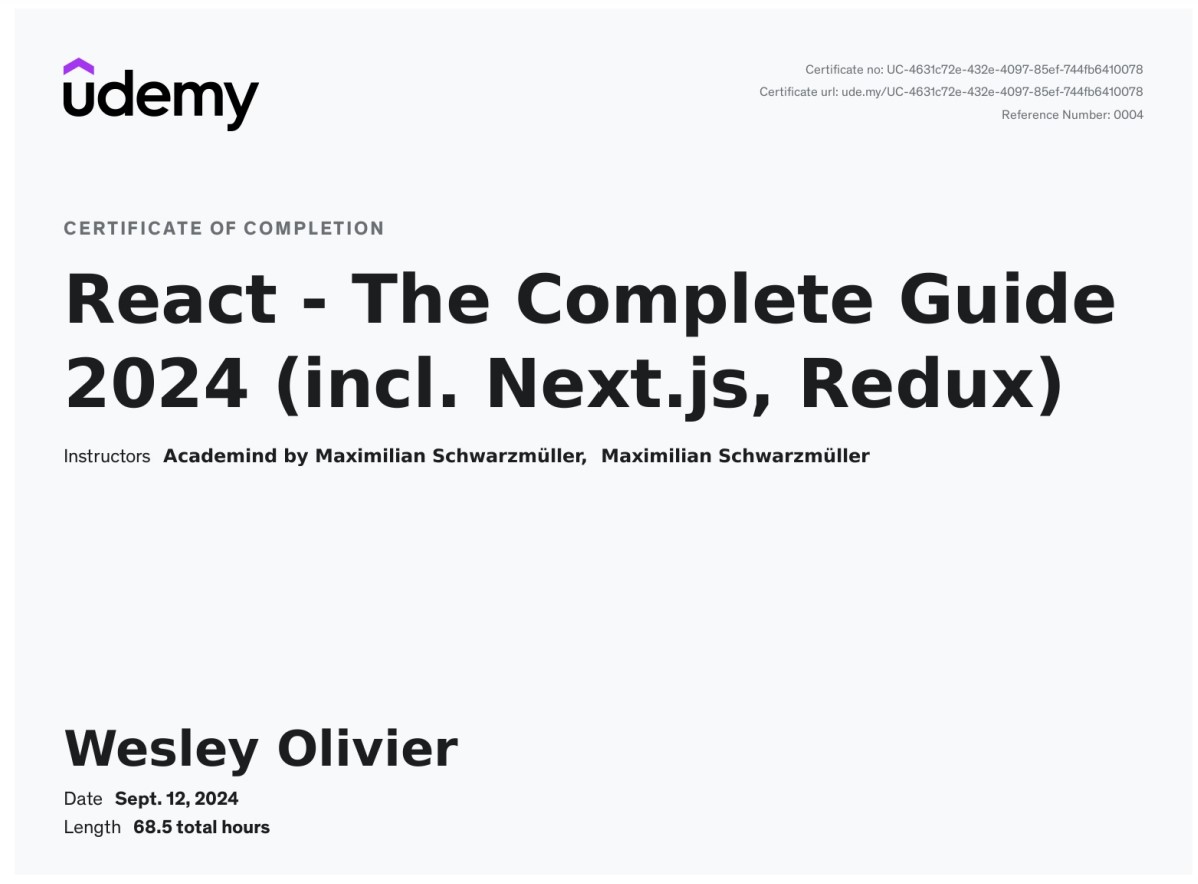 udemy
Certificate no: UC-4631c72e-432e-4097-85ef-744fb6410078
Certificate url: ude.my/UC-4631c72e-432e-4097-85ef-744fb6410078
Reference Number: 0004
CERTIFICATE OF COMPLETION
React - The Complete Guide
2024 (incl. Next.js, Redux)
Instructors Academind by Maximilian Schwarzmüller, Maximilian Schwarzmüller
Wesley Olivier
Date Sept. 12, 2024
Length 68.5 total hours